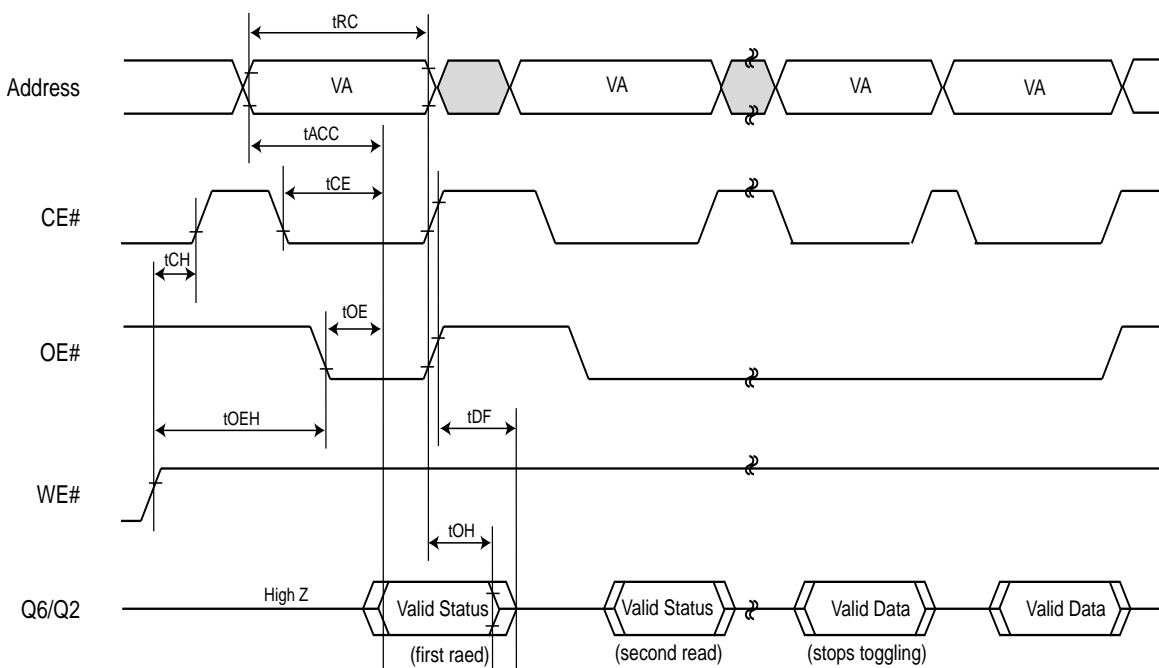 tRC
Address
VA
VA
VA
VA
tACC
tCE
CE#
tCH
tOE
OE#
tOEH
tDF
WE#
tOH
High Z
Q6/Q2
Valid Status
Valid Status
Valid Data
Valid Data
(first raed)
(second read)
(stops toggling)